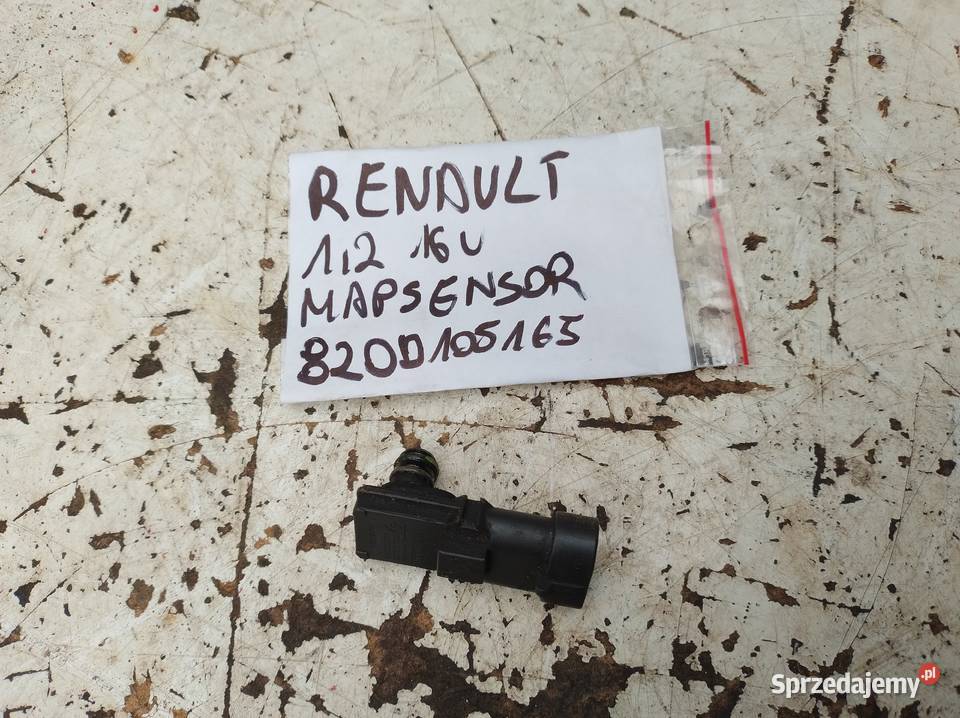 RENAULT
1,2 16V
MAPSENSOR
8200105165
Sprzedajemy.pl